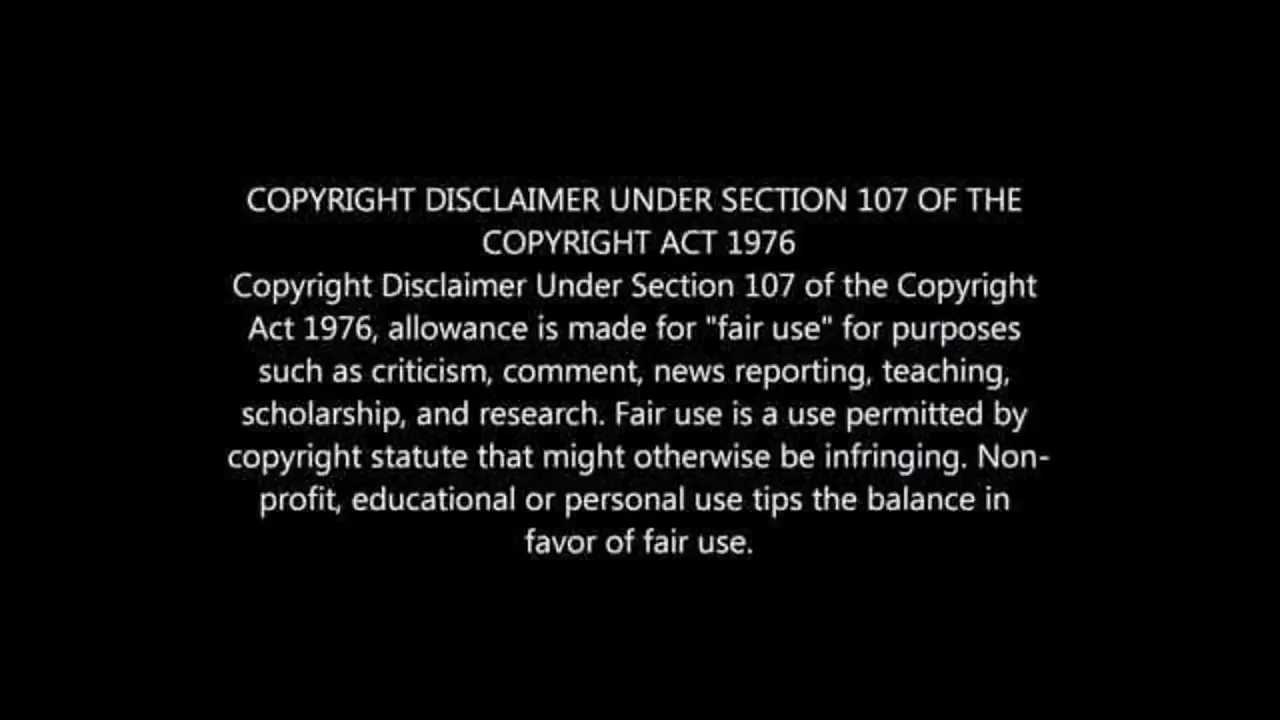 COPYRIGHT DISCLAIMER UNDER SECTION 107 OF THE
COPYRIGHT ACT 1976
Copyright Disclaimer Under Section 107 of the Copyright
Act 1976, allowance is made for "fair use" for purposes
such as criticism, comment, news reporting, teaching,
scholarship, and research. Fair use is a use permitted by
copyright statute that might otherwise be infringing. Non-
profit, educational or personal use tips the balance in
favor of fair use.